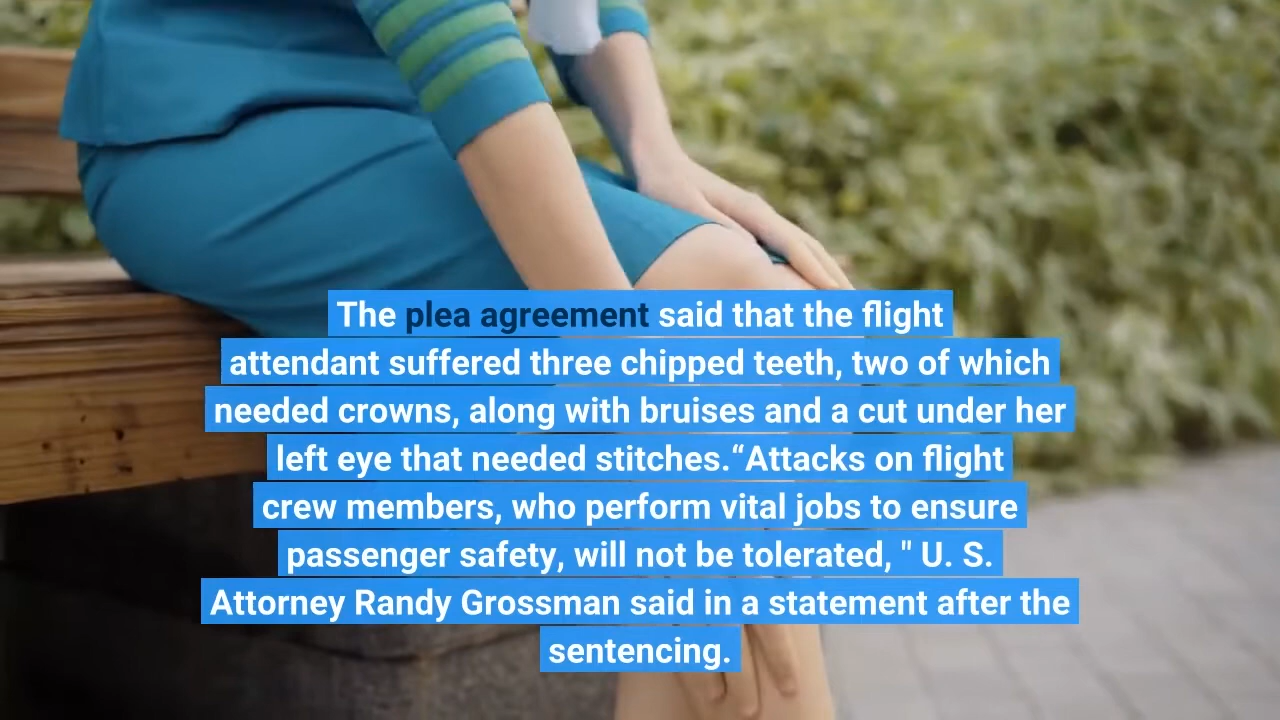 The plea agreement said that the flight
attendant suffered three chipped teeth, two of which
needed crowns, along with bruises and a cut under her
left eye that needed stitches.“Attacks on flight
crew members, who perform vital jobs to ensure
passenger safety, will not be tolerated, " U. S.
Attorney Randy Grossman said in a statement after the
sentencing.